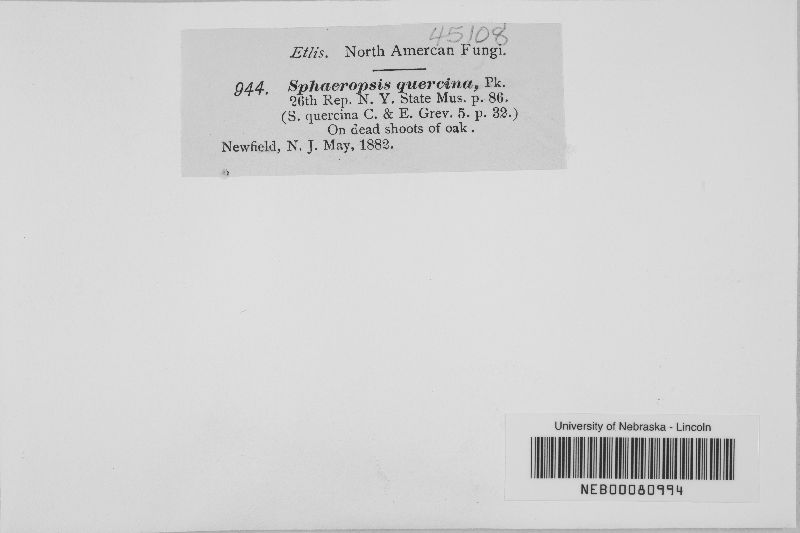 45108
Etlis. North Amercan Fungi.
944. Sphaeropsis quercina, Pk.
26th Rep. N. Y. State Mus. p. 86.
(S. quercina C. & E. Grev. 5. p. 32.)
On dead shoots of oak.
Newfield, N. J. May, 1882.
University of Nebraska - Lincoln
NEB00080994